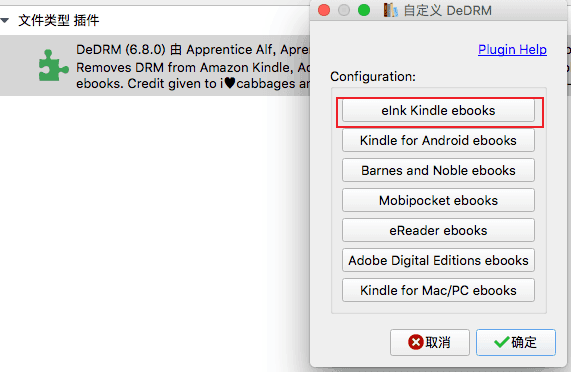 文件类型 插件
DeDRM (6.8.0) 由 Apprentice Alf, Apre
Removes DRM from Amazon Kindle, Ad
ebooks. Credit given to i♥cabbages an
自定义 DeDRM
Plugin Help
Configuration:
eInk Kindle ebooks
Kindle for Android ebooks
Barnes and Noble ebooks
Mobipocket ebooks
eReader ebooks
Adobe Digital Editions ebooks
Kindle for Mac/PC ebooks
取消
确定